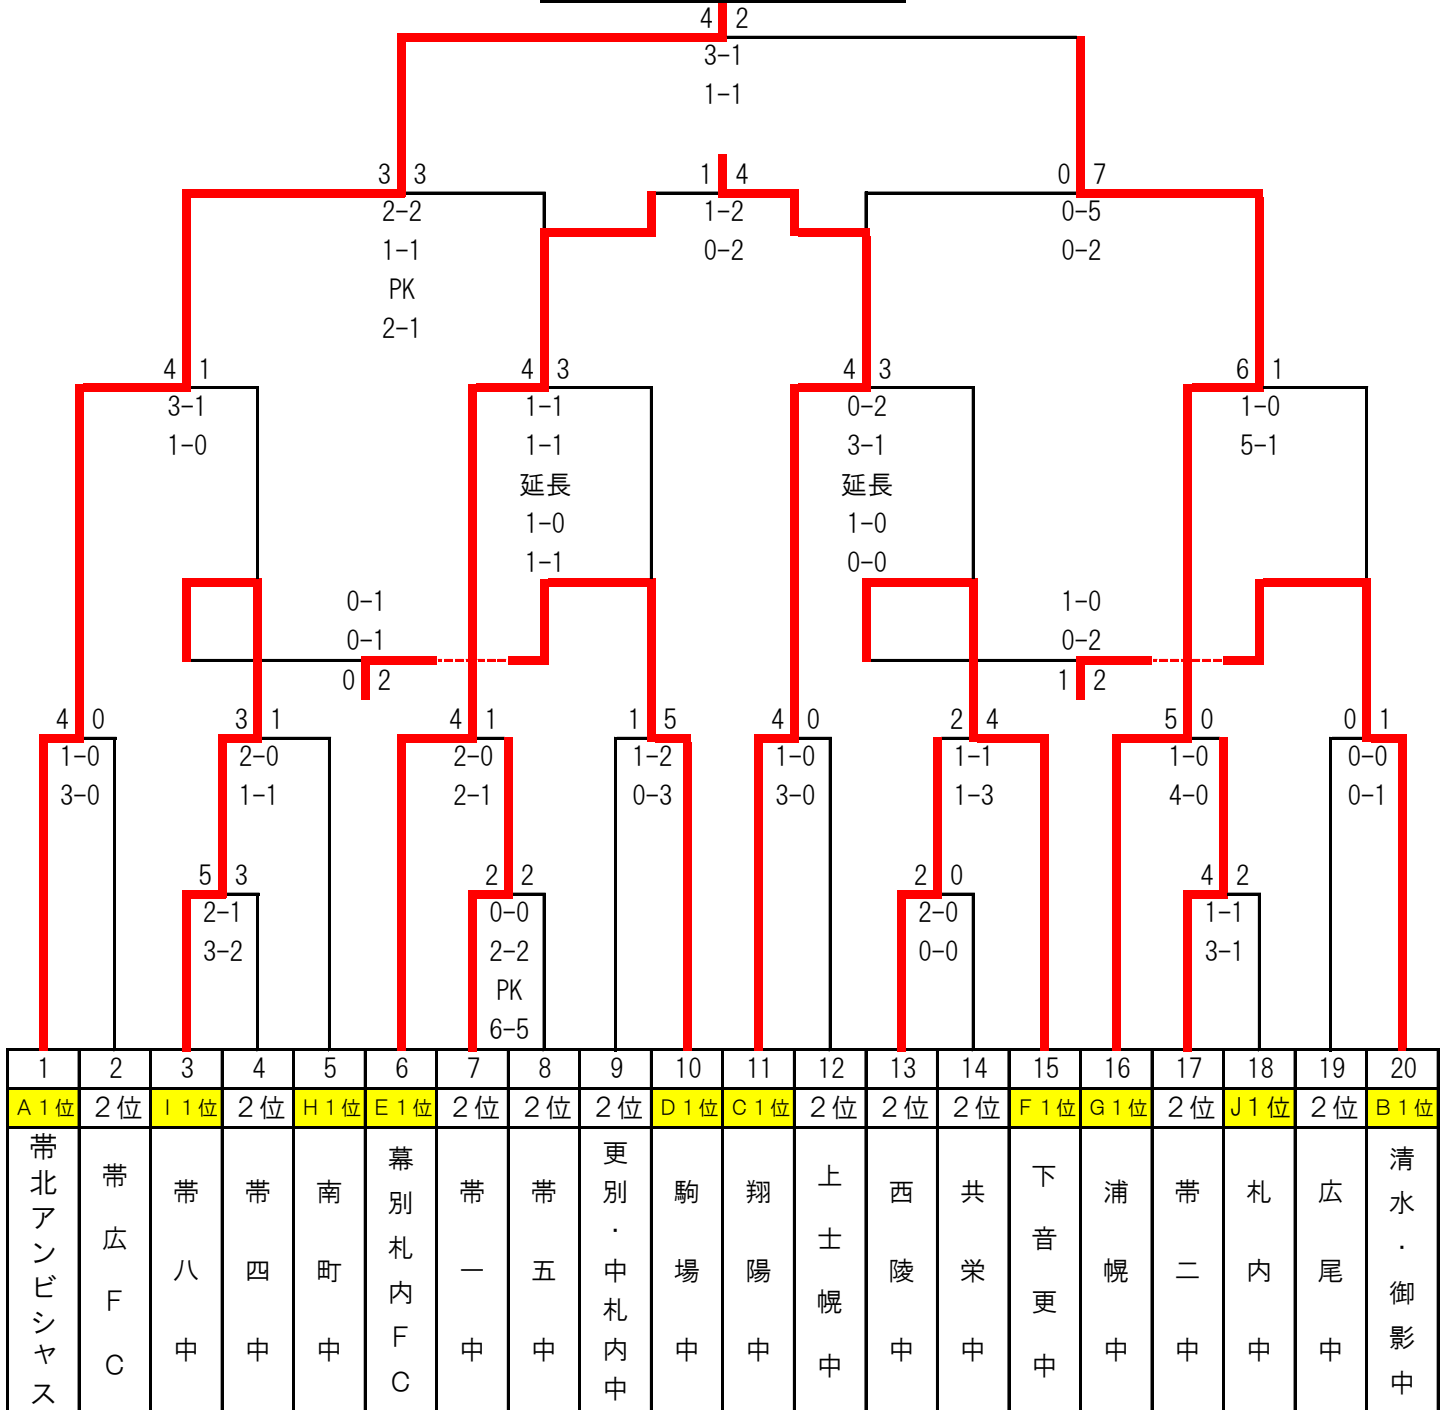 4 2
3-1
1-1
3 3
1 4
0 7
2-2
1-2
0-5
1-1
0-2
0-2
PK
2-1
4 1
4 3
4 3
6 1
3-1
1-1
0-2
1-0
1-0
1-1
3-1
5-1
延長
延長
1-0
1-0
1-1
0-0
0-1
1-0
0-1
0-2
0 2
1 2
4 0
3 1
4 1
1 5
4 0
2 4
5 0
0 1
1-0
2-0
2-0
1-2
1-0
1-1
1-0
0-0
3-0
1-1
2-1
0-3
3-0
1-3
4-0
0-1
5 3
2 2
2 0
4 2
2-1
0-0
2-0
1-1
3-2
2-2
0-0
3-1
PK
6-5
1 2 3 4 5 6 7 8 9 10 11 12 13 14 15 16 17 18 19 20
A1位 2位 I1位 2位 H1位 E1位 2位 2位 2位 D1位 C1位 2位 2位 2位 F1位 G1位 2位 J1位 2位 B1位
帯北アンビシャス
帯広FC
帯八中
帯四中
南町中
幕別札内FC
帯一中
帯五中
更別・中札内中
駒場中
翔陽中
上士幌中
西陵中
共栄中
下音更中
浦幌中
帯二中
札内中
広尾中
清水・御影中